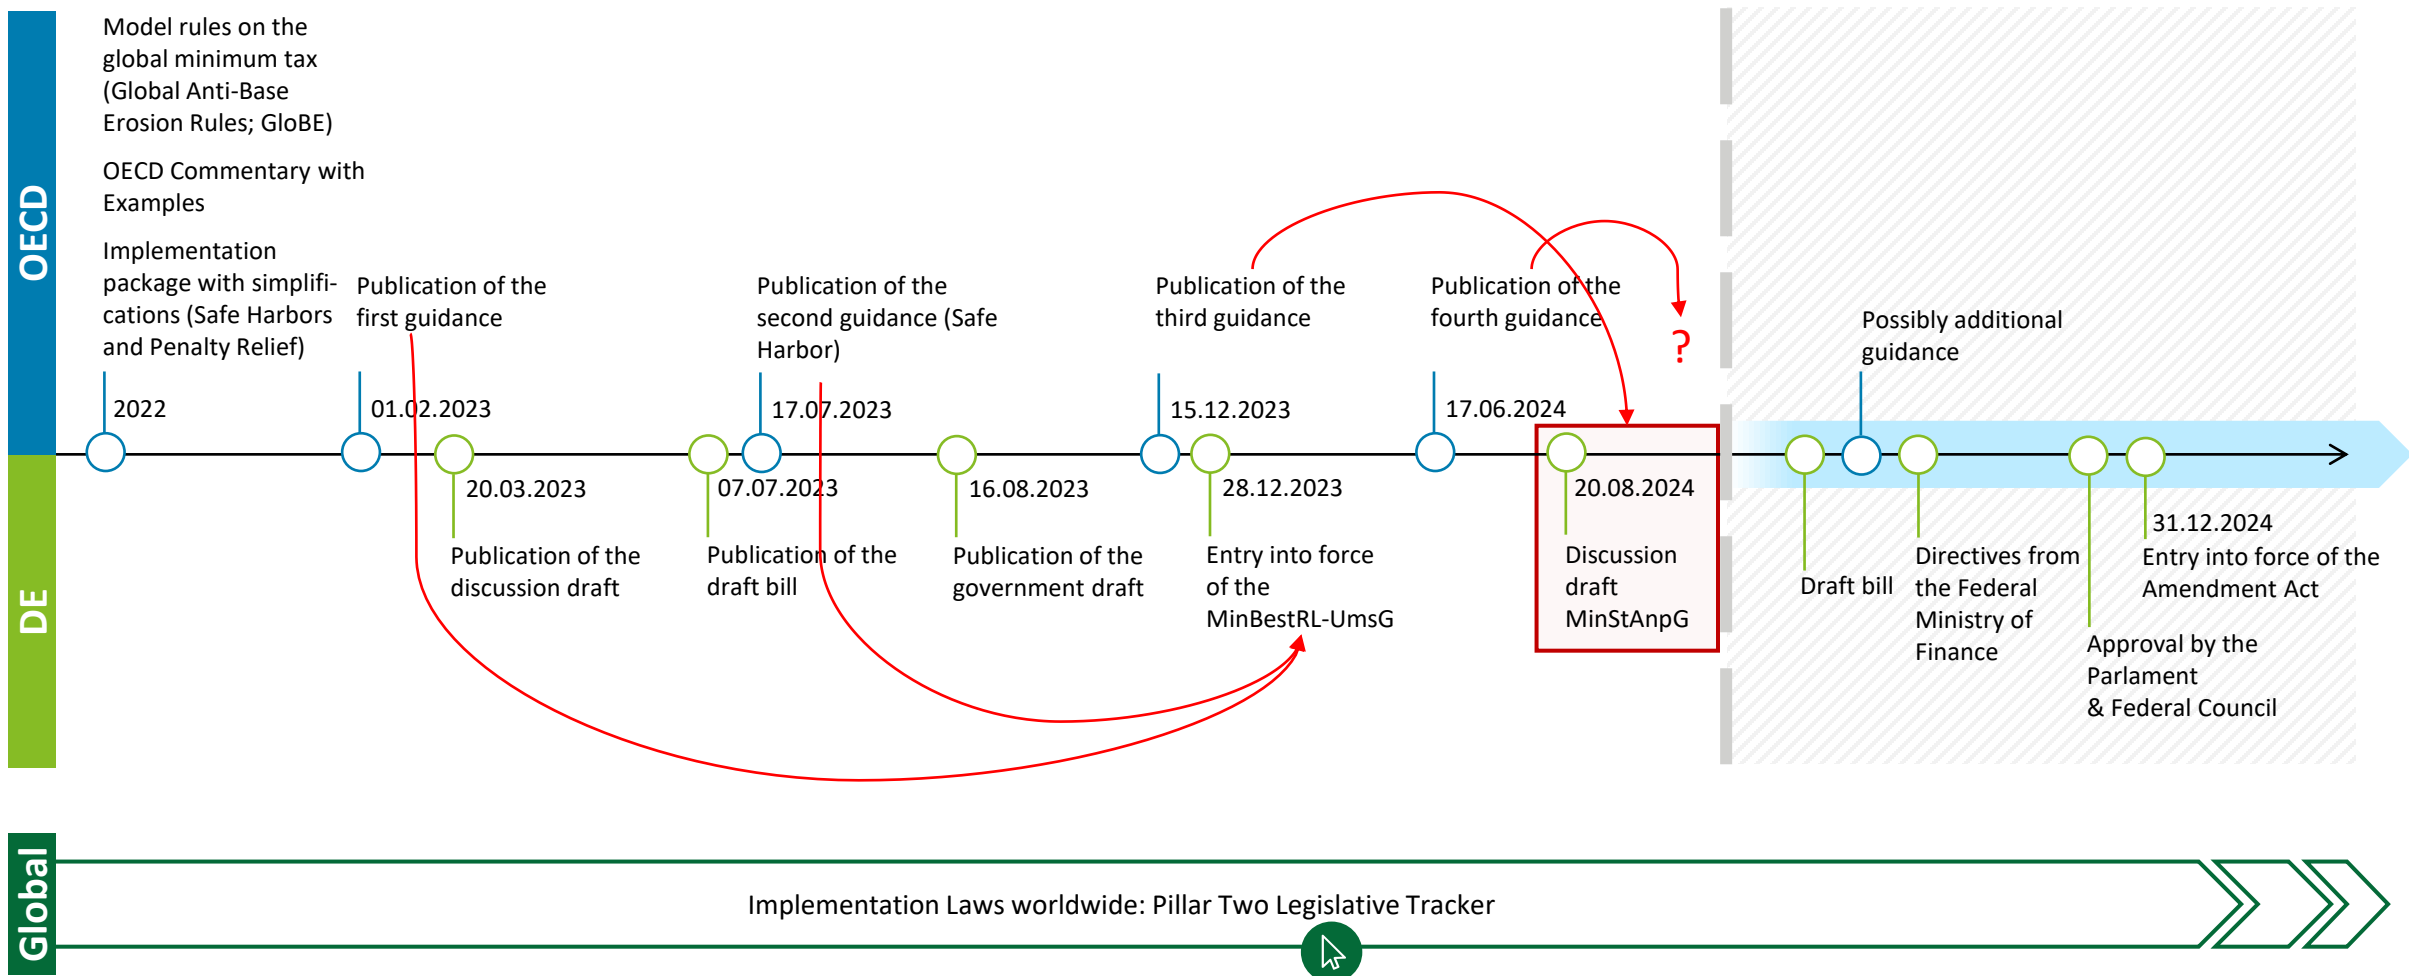 OECD
Model rules on the
global minimum tax
(Global Anti-Base
Erosion Rules; GloBE)
OECD Commentary with
Examples
Implementation
package with simplifi-
cations (Safe Harbors
and Penalty Relief)
2022
Publication of the
first guidance
01.02.2023
Publication of the
second guidance (Safe
Harbor)
17.07.2023
Publication of the
third guidance
15.12.2023
Publication of the
fourth guidance
17.06.2024
?
Possibly additional
guidance
DE
20.03.2023
Publication of the
discussion draft
07.07.2023
Publication of the
draft bill
16.08.2023
Publication of the
government draft
28.12.2023
Entry into force
of the
MinBestRL-UmsG
20.08.2024
Discussion
draft
MinStAnpG
Draft bill
Directives from
the Federal
Ministry of
Finance
Approval by the
Parlament
& Federal Council
31.12.2024
Entry into force of the
Amendment Act
Global
Implementation Laws worldwide: Pillar Two Legislative Tracker